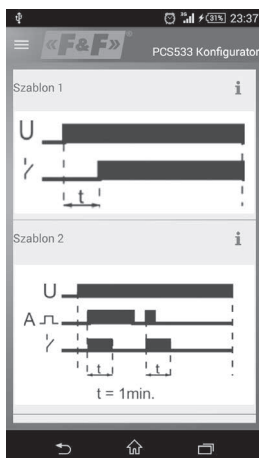 31% 23:37
«F&F» PCS533 Konfigurator
Szablon 1 i
U
t
Szablon 2 i
U
A
t t
t = 1min.